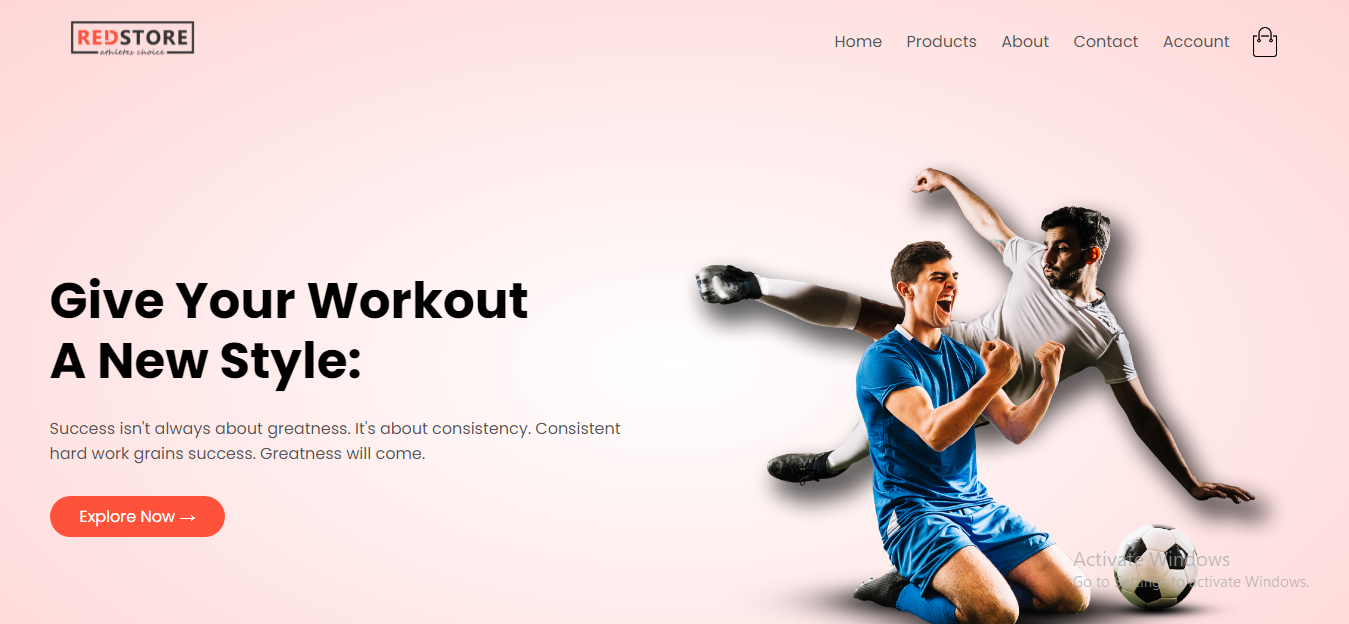 REDSTORE
athletes choice
Home Products About Contact Account
Give Your Workout
A New Style:
Success isn't always about greatness. It's about consistency. Consistent
hard work grains success. Greatness will come.
Explore Now →
Activate Windows
Go to Settings to activate Windows.